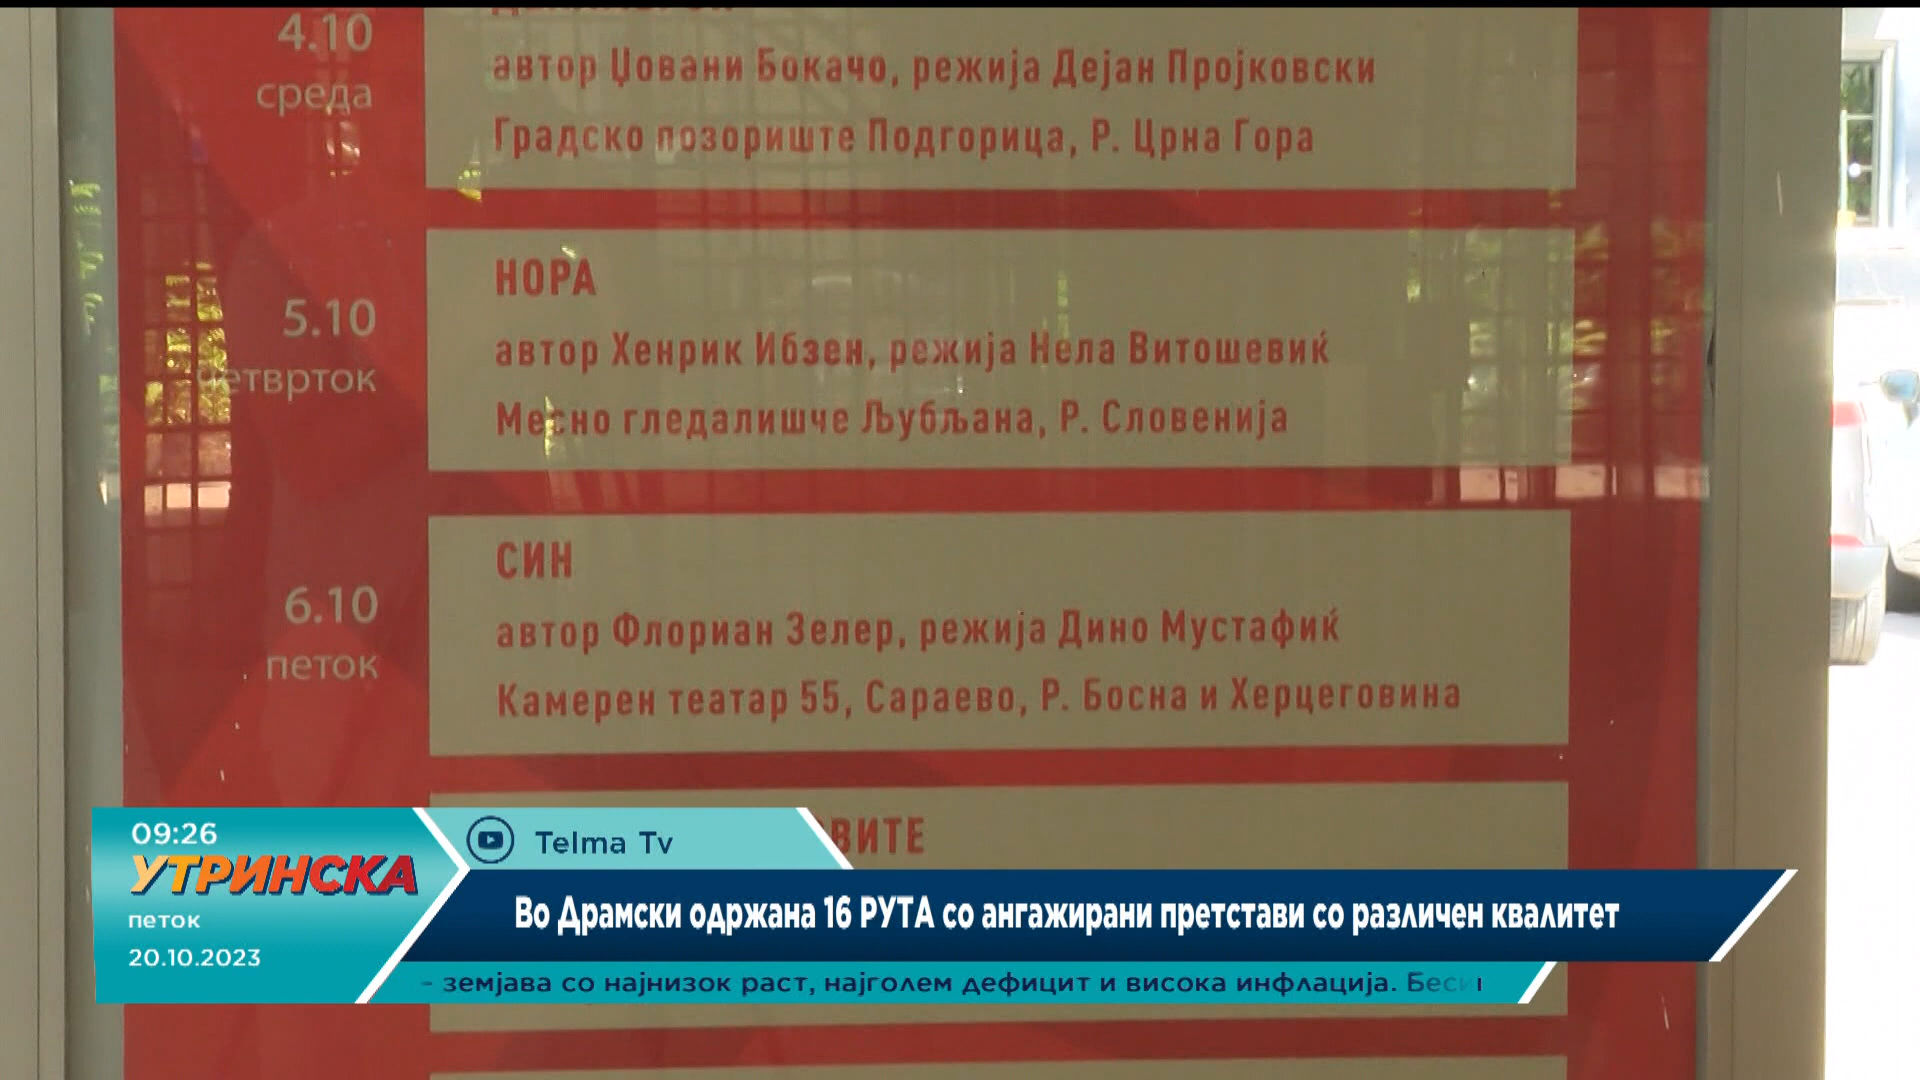 4.10
среда
автор Џовани Бокачо, режија Дејан Пројковски
Градско позориште Подгорица, Р. Црна Гора
5.10
четврток
НОРА
автор Хенрик Ибзен, режија Нела Витошевиќ
Месно гледалишче Љубљана, Р. Словенија
6.10
петок
СИН
автор Флориан Зелер, режија Дино Мустафиќ
Камерен театар 55, Сараево, Р. Босна и Херцеговина
09:26
УТРИНСКА
петок
20.10.2023
Telma Tv
Во Драмски одржана 16 РУТА со ангажирани претстави со различен квалитет
- земјава со најнизок раст, најголем дефицит и висока инфлација.